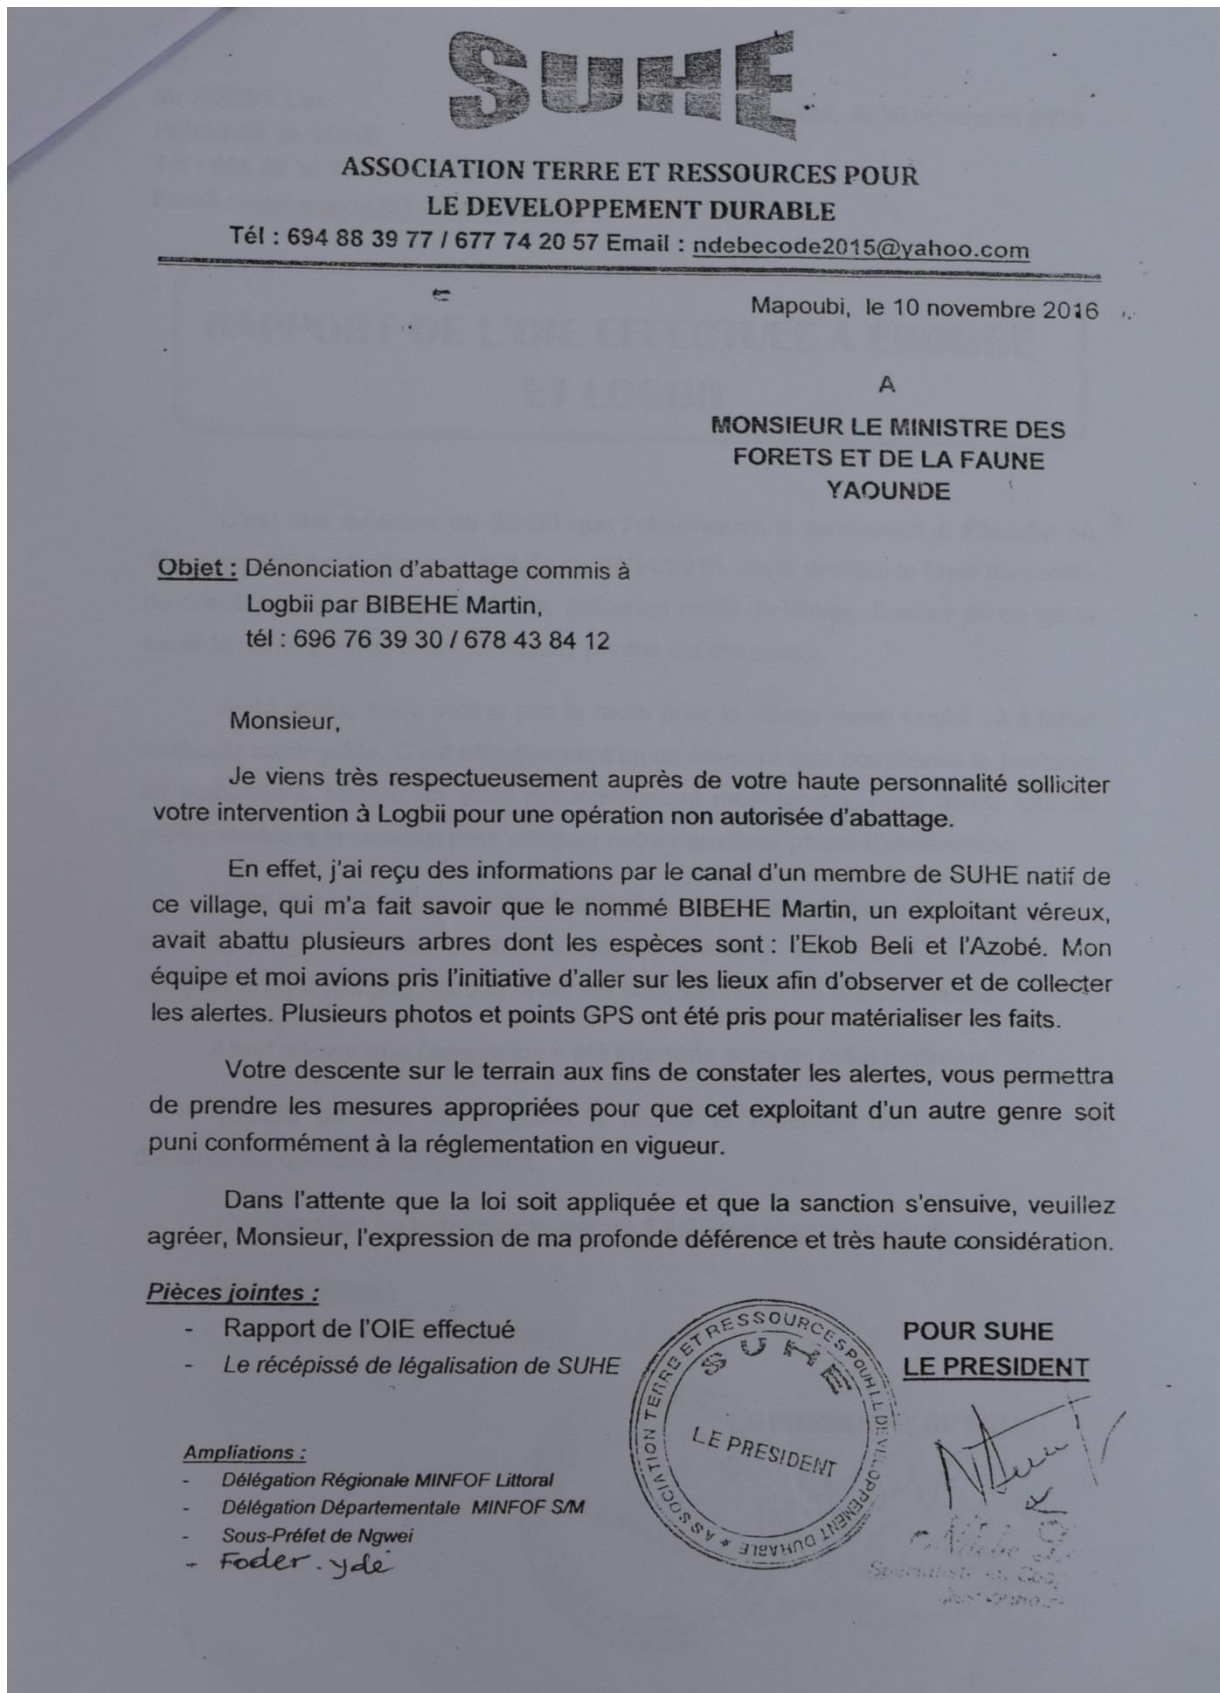 SUHE
ASSOCIATION TERRE ET RESSOURCES POUR
LE DEVELOPPEMENT DURABLE
Tél : 694 88 39 77 / 677 74 20 57 Email : ndebecode2015@yahoo.com
Mapoubi, le 10 novembre 2016
A
MONSIEUR LE MINISTRE DES
FORETS ET DE LA FAUNE
YAOUNDE
Objet : Dénonciation d'abattage commis à
Logbii par BIBEHE Martin,
tél : 696 76 39 30 / 678 43 84 12
Monsieur,
Je viens très respectueusement auprès de votre haute personnalité solliciter
votre intervention à Logbii pour une opération non autorisée d'abattage.
En effet, j'ai reçu des informations par le canal d'un membre de SUHE natif de
ce village, qui m'a fait savoir que le nommé BIBEHE Martin, un exploitant véreux,
avait abattu plusieurs arbres dont les espèces sont : l'Ekob Beli et l'Azobé. Mon
équipe et moi avions pris l'initiative d'aller sur les lieux afin d'observer et de collecter
les alertes. Plusieurs photos et points GPS ont été pris pour matérialiser les faits.
Votre descente sur le terrain aux fins de constater les alertes, vous permettra
de prendre les mesures appropriées pour que cet exploitant d'un autre genre soit
puni conformément à la réglementation en vigueur.
Dans l'attente que la loi soit appliquée et que la sanction s'ensuive, veuillez
agréer, Monsieur, l'expression de ma profonde déférence et très haute considération.
Pièces jointes :
- Rapport de l'OIE effectué
- Le récépissé de légalisation de SUHE
POUR SUHE
LE PRESIDENT
ASSOCIATION TERRE ET RESSOURCES POUR LE DEVELOPPEMENT DURABLE
SUHE
LE PRESIDENT
Ampliations :
- Délégation Régionale MINFOF Littoral
- Délégation Départementale MINFOF S/M
- Sous-Préfet de Ngwei
- Foder. yde